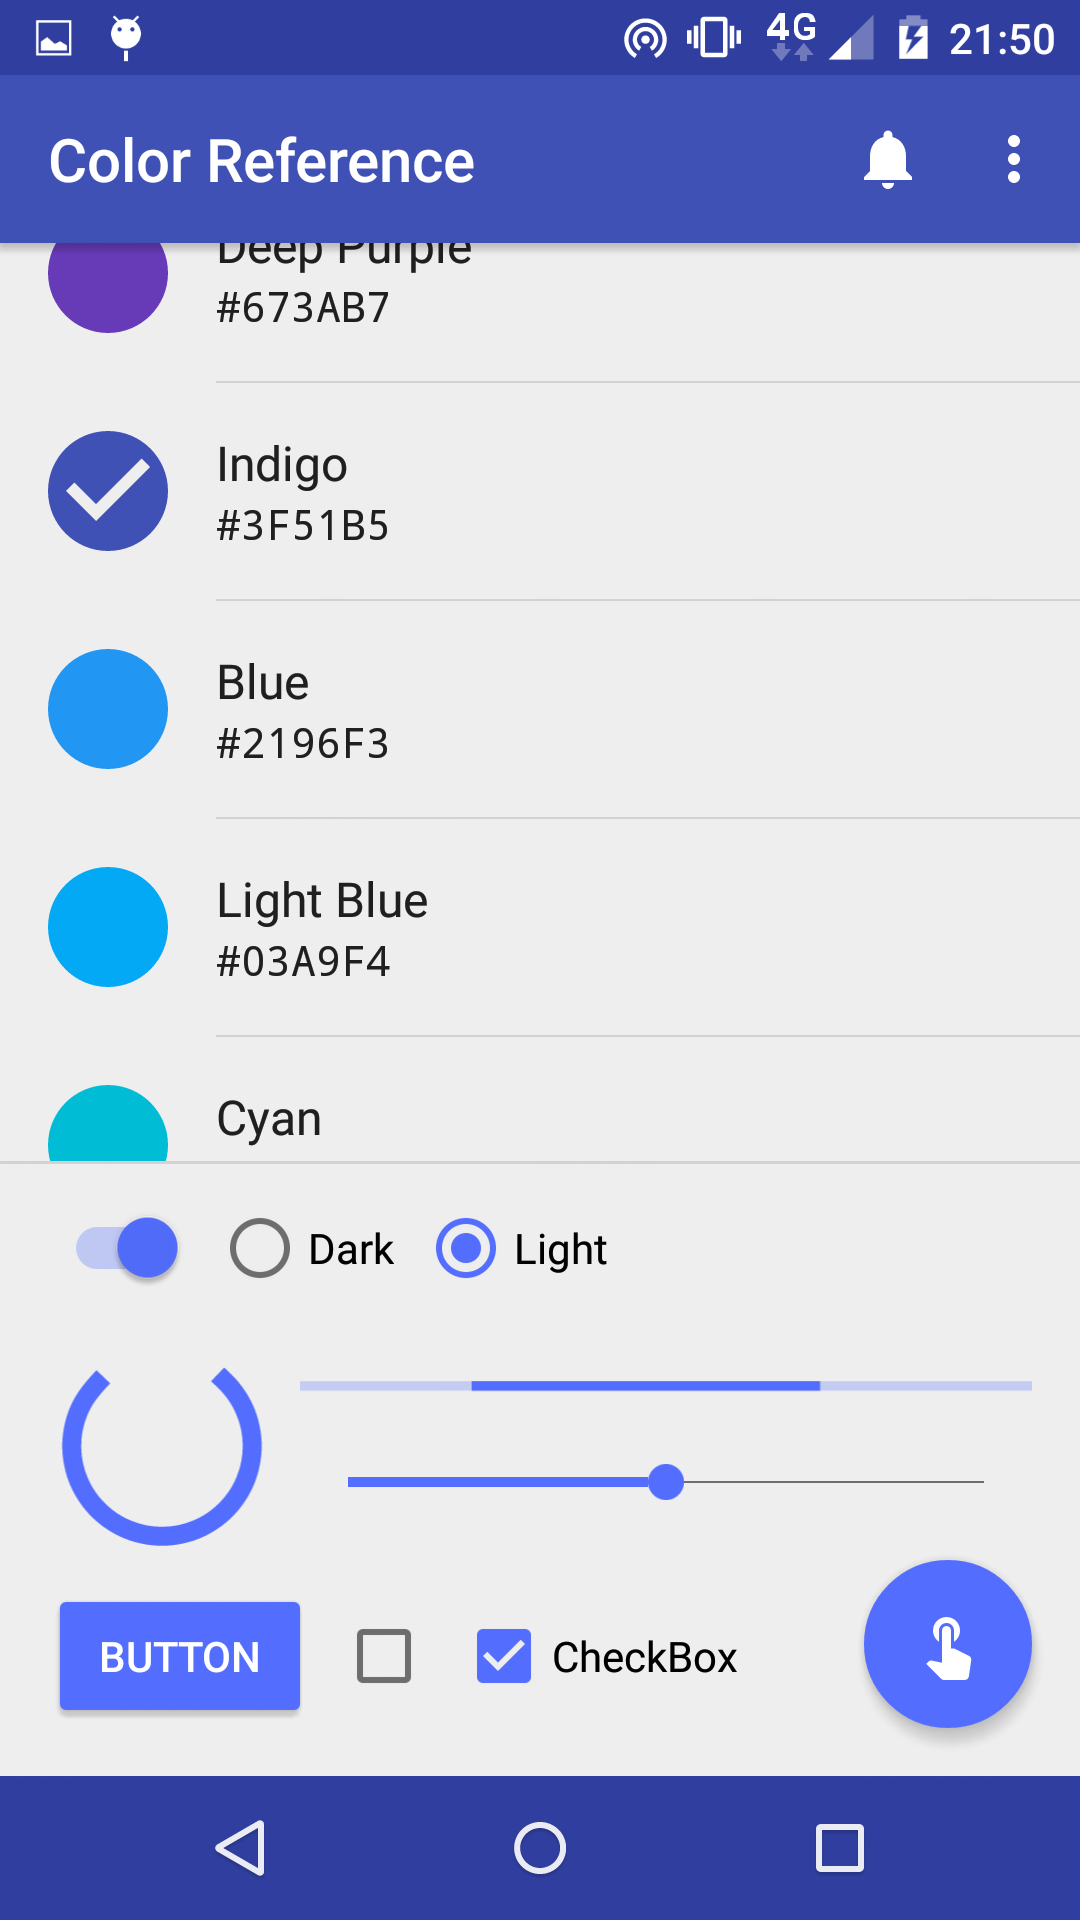 4G 21:50
Color Reference
Deep Purple
#673AB7
Indigo
#3F51B5
Blue
#2196F3
Light Blue
#03A9F4
Cyan
Dark Light
BUTTON CheckBox